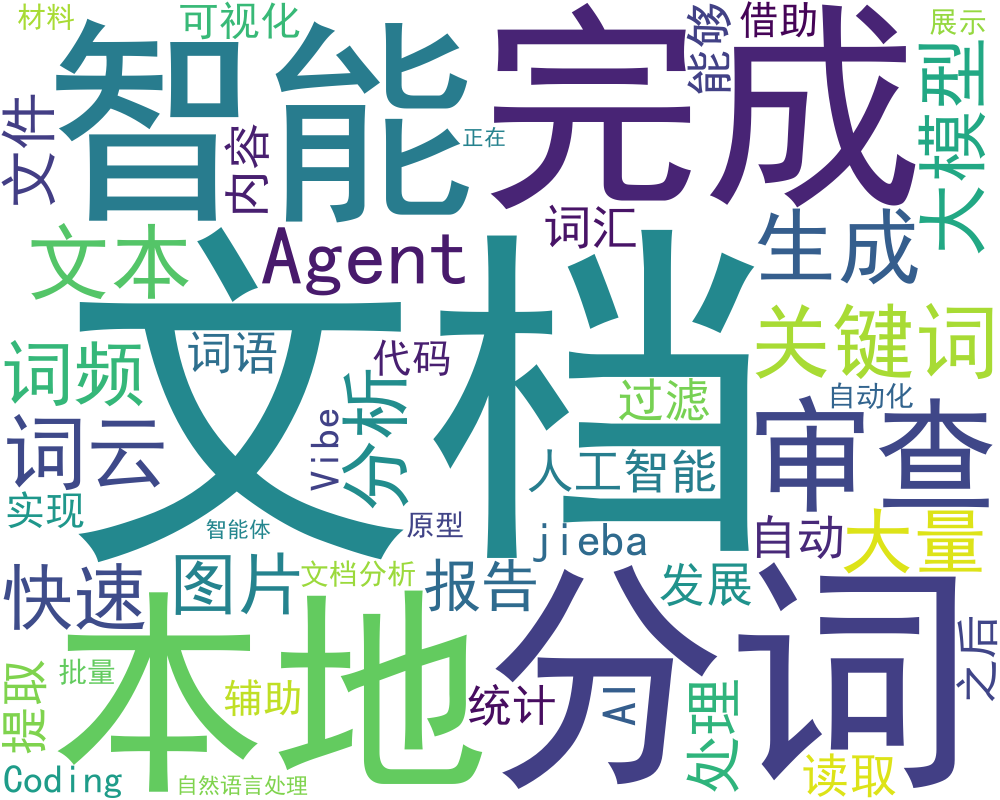 材料
可视化
智能
完成
能够
借助
展示
文件
内容
正在
大模型
文本
Agent
词汇
生成
文档
词频
词语
代码
关键词
分析
过滤
自动化
审查
词云
Vibe
人工智能
实现
智能体
原型
jieba
自动
大量
快速
图片
文档分析
报告
发展
本地
分词
之后
提取
批量
辅助
统计
AI
处理
读取
Coding
自然语言处理